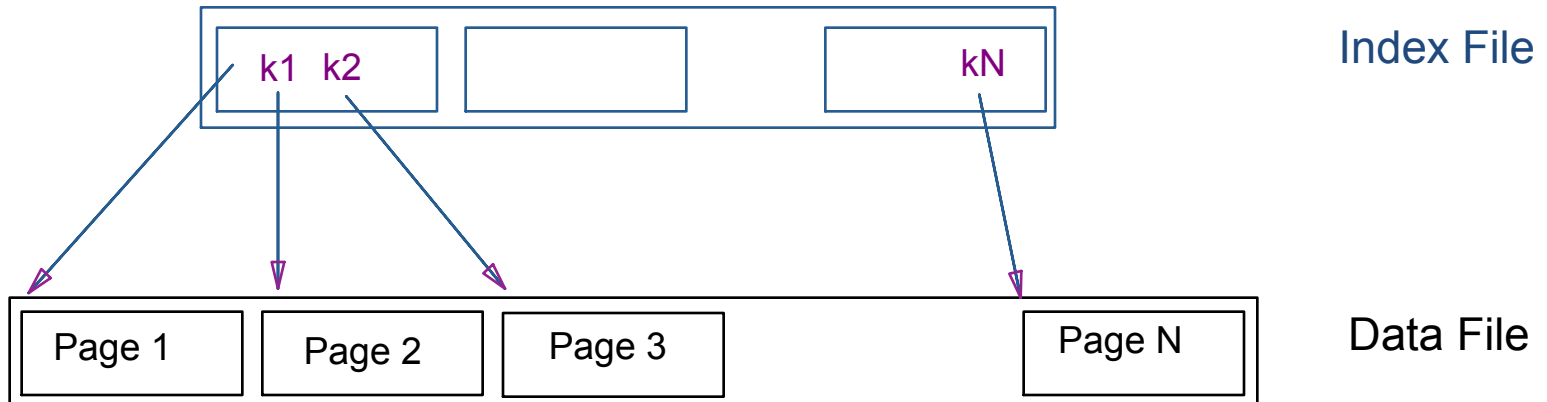 k1 k2 kN Index File
Page 1 Page 2 Page 3 Page N Data File